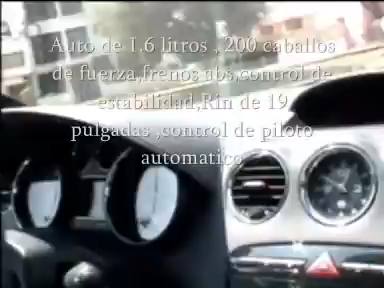 Auto de 1.6 litros , 200 caballos
de fuerza,frenos abs,control de
estabilidad,Rin de 19
pulgadas ,control de piloto
automatico